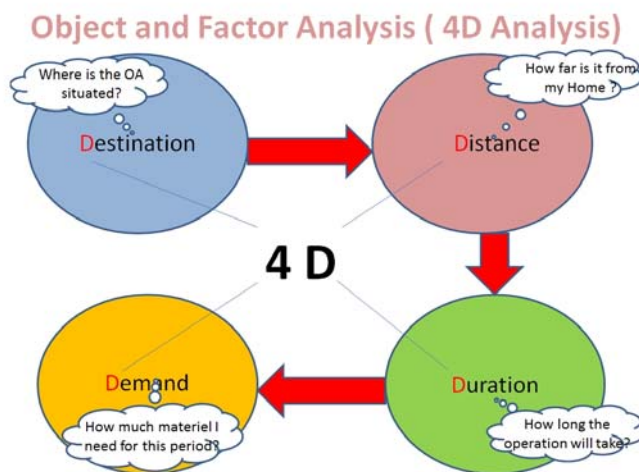 Object and Factor Analysis ( 4D Analysis)
Where is the OA
situated?
Destination
How far is it from
my Home ?
Distance
4 D
Demand
How much materiel I
need for this period?
Duration
How long the
operation will take?